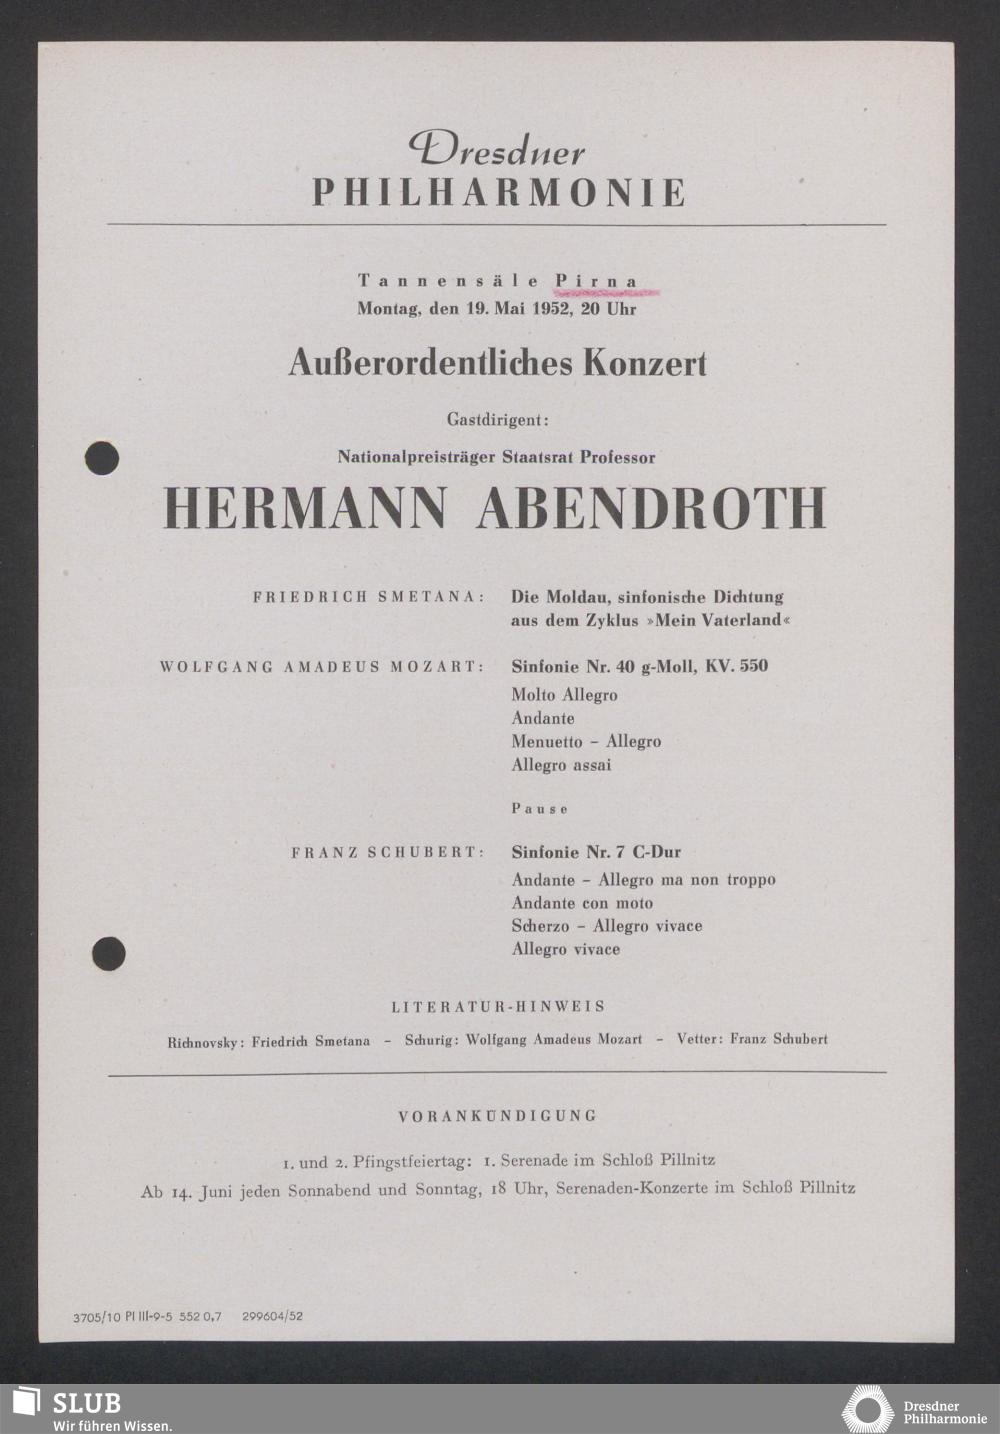 Dresdner
PHILHARMONIE
Tannensäle Pirna
Montag, den 19. Mai 1952, 20 Uhr
Außerordentliches Konzert
Gastdirigent:
Nationalpreisträger Staatsrat Professor
HERMANN ABENDROTH
FRIEDRICH SMETANA: Die Moldau, sinfonische Dichtung
aus dem Zyklus »Mein Vaterland«
WOLFGANG AMADEUS MOZART: Sinfonie Nr. 40 g-Moll, KV. 550
Molto Allegro
Andante
Menuetto – Allegro
Allegro assai
Pause
FRANZ SCHUBERT: Sinfonie Nr. 7 C-Dur
Andante – Allegro ma non troppo
Andante con moto
Scherzo – Allegro vivace
Allegro vivace
LITERATUR-HINWEIS
Richnovsky: Friedrich Smetana – Schurig: Wolfgang Amadeus Mozart – Vetter: Franz Schubert
VORANKÜNDIGUNG
1. und 2. Pfingstfeiertag: 1. Serenade im Schloß Pillnitz
Ab 14. Juni jeden Sonnabend und Sonntag, 18 Uhr, Serenaden-Konzerte im Schloß Pillnitz
3705/10 Pl III-9-5 552 0,7 299604/52
SLUB
Wir führen Wissen.
Dresdner
Philharmonie